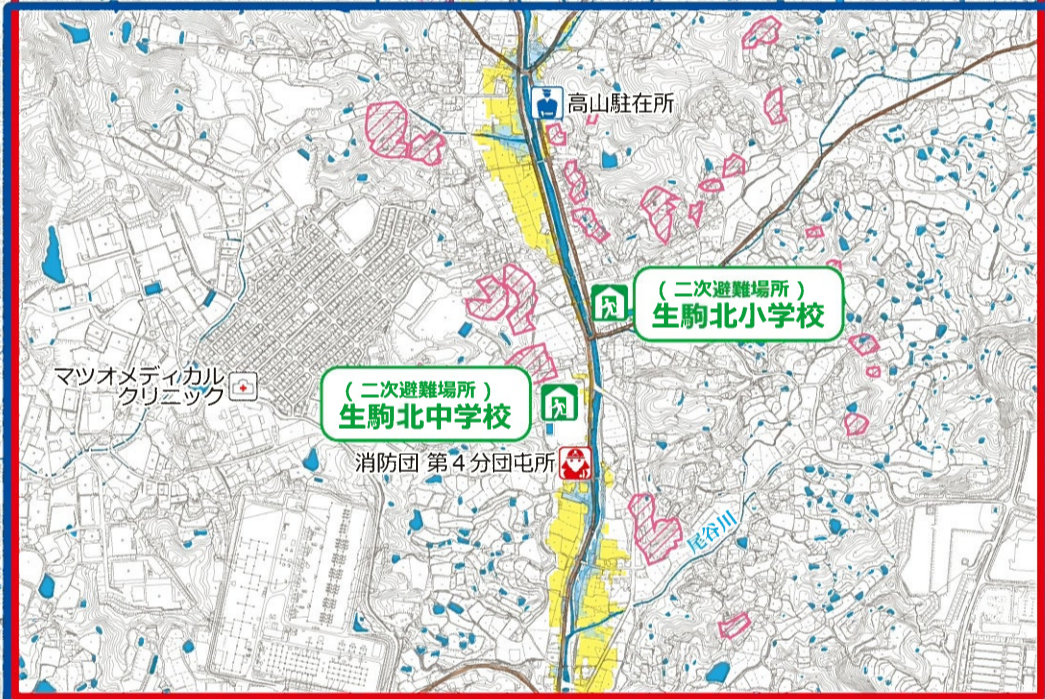 高山駐在所
（二次避難場所）
生駒北小学校
マツオメディカル
クリニック
（二次避難場所）
生駒北中学校
消防団 第４分団屯所
尾谷川